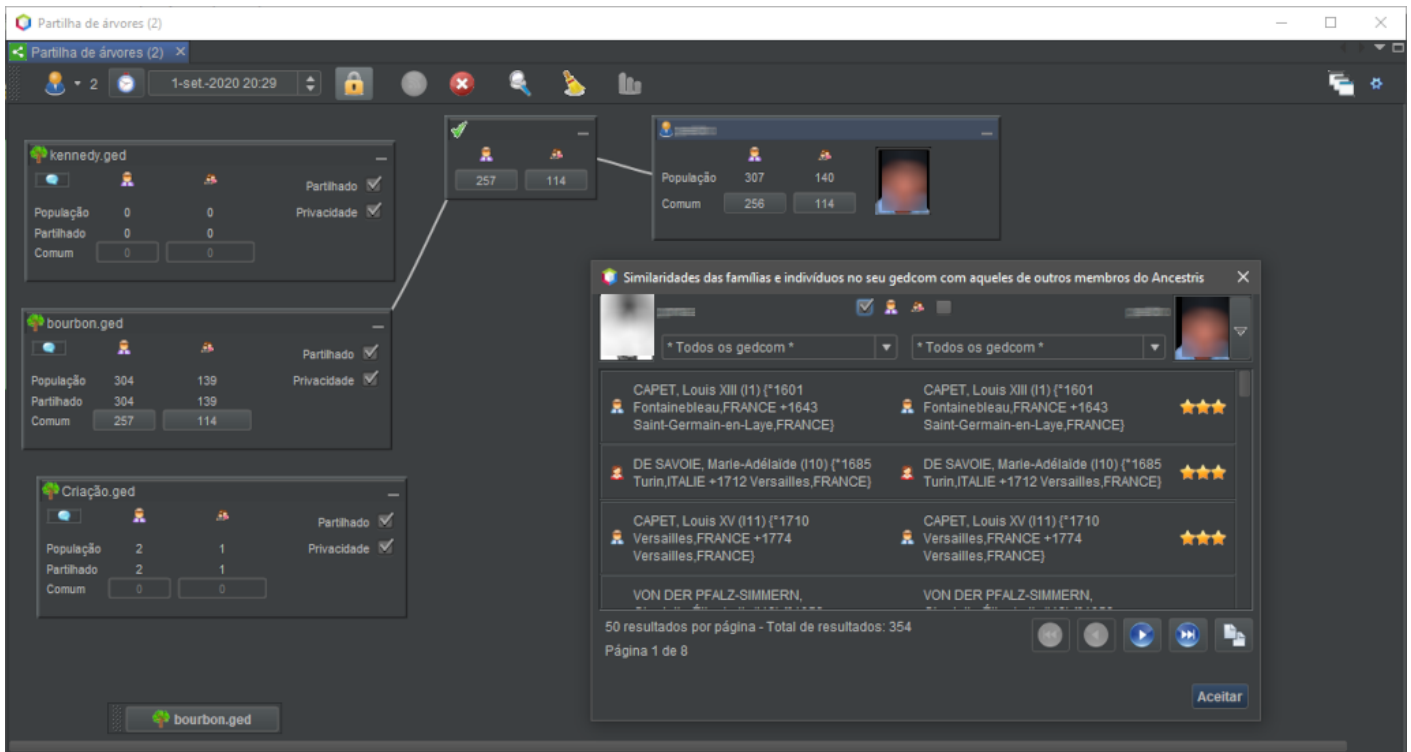 Partilha de árvores (2)
Partilha de árvores (2)
2
1-set.-2020 20:29
kennedy.ged
Partilhado
População 0 0 Privacidade
Partilhado 0 0
Comum 0 0
257 114
População 307 140
Comum 256 114
bourbon.ged
Partilhado
População 304 139 Privacidade
Partilhado 304 139
Comum 257 114
Criação.ged
Partilhado
População 2 1 Privacidade
Partilhado 2 1
Comum 0 0
bourbon.ged
Similaridades das famílias e indivíduos no seu gedcom com aqueles de outros membros do Ancestris
* Todos os gedcom * * Todos os gedcom *
CAPET, Louis XIII (I1) {*1601
Fontainebleau,FRANCE +1643
Saint-Germain-en-Laye,FRANCE}
CAPET, Louis XIII (I1) {*1601
Fontainebleau,FRANCE +1643
Saint-Germain-en-Laye,FRANCE}
DE SAVOIE, Marie-Adélaïde (I10) {*1685
Turin,ITALIE +1712 Versailles,FRANCE}
DE SAVOIE, Marie-Adélaïde (I10) {*1685
Turin,ITALIE +1712 Versailles,FRANCE}
CAPET, Louis XV (I11) {*1710
Versailles,FRANCE +1774
Versailles,FRANCE}
CAPET, Louis XV (I11) {*1710
Versailles,FRANCE +1774
Versailles,FRANCE}
VON DER PFALZ-SIMMERN,
VON DER PFALZ-SIMMERN,
50 resultados por página - Total de resultados: 354
Página 1 de 8
Aceitar